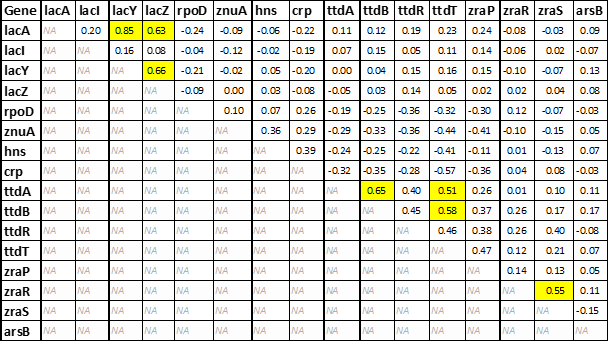 Gene lacA lacI lacY lacZ rpoD znuA hns crp ttdA ttdB ttdR ttdT zraP zraR zraS arsB
lacA NA 0.20 0.85 0.63 -0.24 -0.09 -0.06 -0.22 0.11 0.12 0.19 0.23 0.24 -0.08 -0.03 0.09
lacI NA NA 0.16 0.08 -0.04 -0.12 -0.02 -0.19 0.07 0.15 0.05 0.11 0.14 -0.06 0.02 -0.07
lacY NA NA NA 0.66 -0.21 -0.02 0.05 -0.20 0.00 0.04 0.15 0.16 0.15 -0.07 -0.13 0.13
lacZ NA NA NA NA -0.09 0.00 0.03 -0.08 -0.05 0.03 0.14 0.05 0.02 0.02 0.04 0.08
rpoD NA NA NA NA NA 0.10 0.07 0.26 -0.19 -0.25 -0.36 -0.32 -0.30 0.12 -0.07 -0.03
znuA NA NA NA NA NA NA 0.36 0.29 -0.29 -0.33 -0.36 -0.44 -0.41 -0.10 -0.15 0.05
hns NA NA NA NA NA NA NA 0.39 -0.24 -0.25 -0.22 -0.41 -0.11 0.01 -0.13 0.07
crp NA NA NA NA NA NA NA NA -0.32 -0.35 -0.28 -0.57 -0.36 0.04 0.08 -0.03
ttdA NA NA NA NA NA NA NA NA NA 0.65 0.40 0.51 0.26 0.01 0.10 0.11
ttdB NA NA NA NA NA NA NA NA NA NA 0.45 0.58 0.37 0.26 0.17 0.17
ttdR NA NA NA NA NA NA NA NA NA NA NA 0.46 0.38 0.26 0.40 -0.08
ttdT NA NA NA NA NA NA NA NA NA NA NA NA 0.47 0.12 0.21 0.07
zraP NA NA NA NA NA NA NA NA NA NA NA NA NA 0.14 0.13 0.05
zraR NA NA NA NA NA NA NA NA NA NA NA NA NA NA 0.55 0.11
zraS NA NA NA NA NA NA NA NA NA NA NA NA NA NA NA -0.15
arsB NA NA NA NA NA NA NA NA NA NA NA NA NA NA NA NA